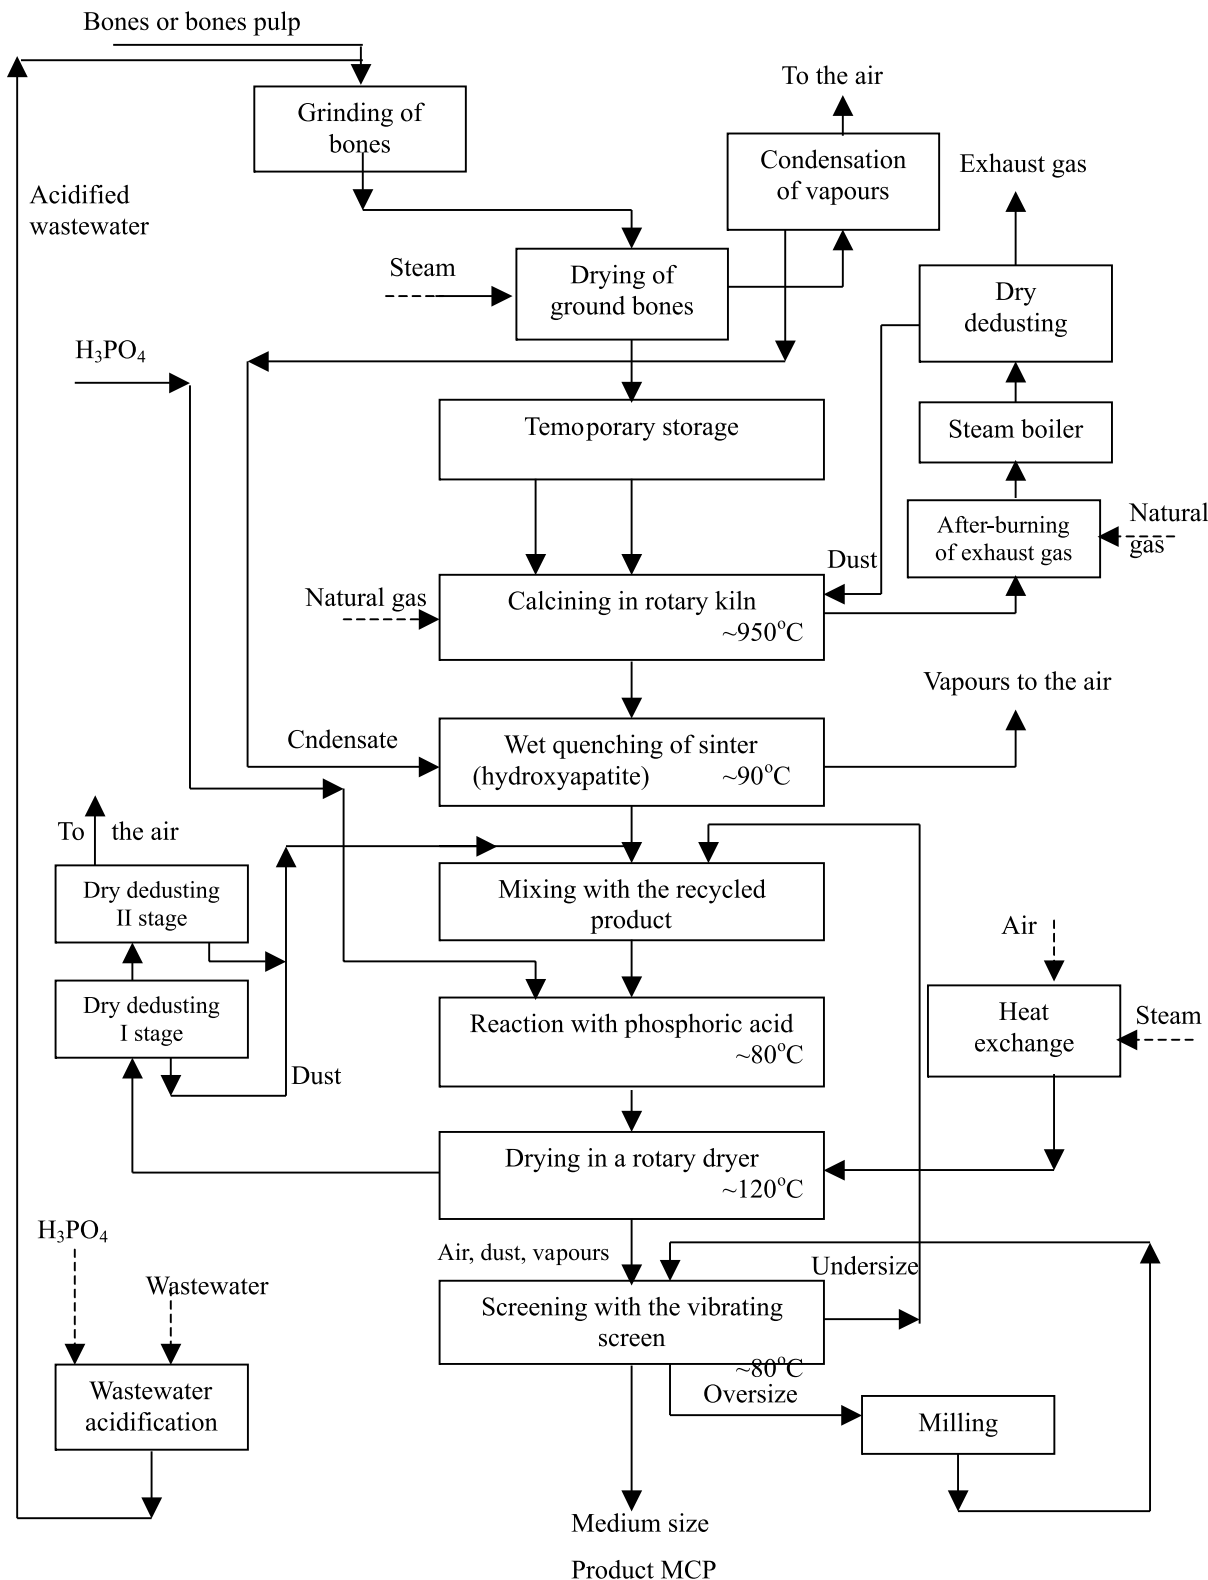 Bones or bones pulp
To the air
Grinding of
bones
Condensation
of vapours
Exhaust gas
Acidified
wastewater
Steam
Drying of
ground bones
Dry
dedusting
H₃PO₄
Temoporary storage
Steam boiler
After-burning
of exhaust gas
Natural
gas
Dust
Natural gas
Calcining in rotary kiln
~950°C
Vapours to the air
Cndensate
Wet quenching of sinter
(hydroxyapatite) ~90°C
To the air
Dry dedusting
II stage
Mixing with the recycled
product
Air
Dry dedusting
I stage
Reaction with phosphoric acid
~80°C
Heat
exchange
Steam
Dust
Drying in a rotary dryer
~120°C
H₃PO₄
Air, dust, vapours
Undersize
Wastewater
Screening with the vibrating
screen
~80°C
Wastewater
acidification
Oversize
Milling
Medium size
Product MCP